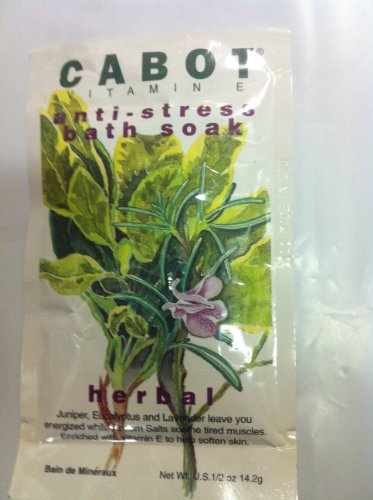 CABOT®
VITAMIN E
anti-stress
bath soak
herbal
Juniper, Eucalyptus and Lavender leave you
energized while Epsom Salts soothe tired muscles.
Enriched with Vitamin E to help soften skin.
Bain de Minéraux
Net Wt. U.S.1/2 oz 14.2g